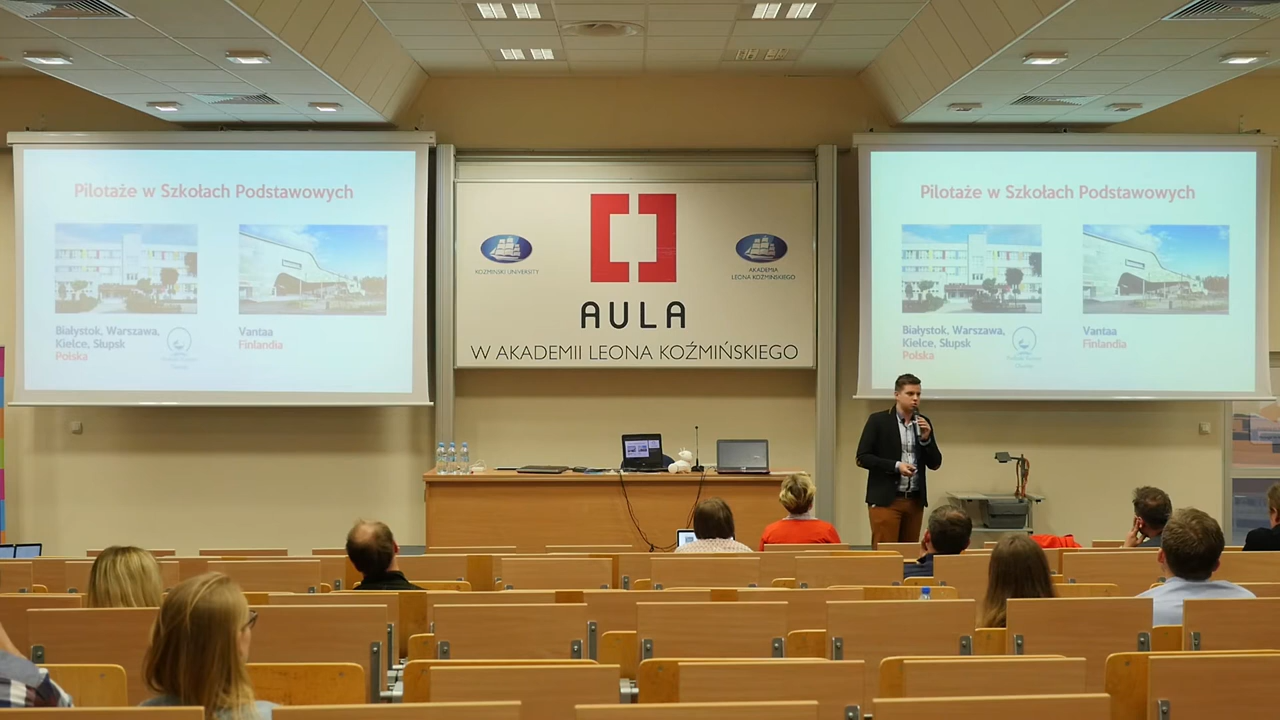 Pilotaże w Szkołach Podstawowych
Białystok, Warszawa,
Kielce, Słupsk
Polska
Vantaa
Finlandia
KOZMINSKI UNIVERSITY
AKADEMIA
LEONA KOŹMIŃSKIEGO
AULA
W AKADEMII LEONA KOŹMIŃSKIEGO
Pilotaże w Szkołach Podstawowych
Białystok, Warszawa,
Kielce, Słupsk
Polska
Vantaa
Finlandia